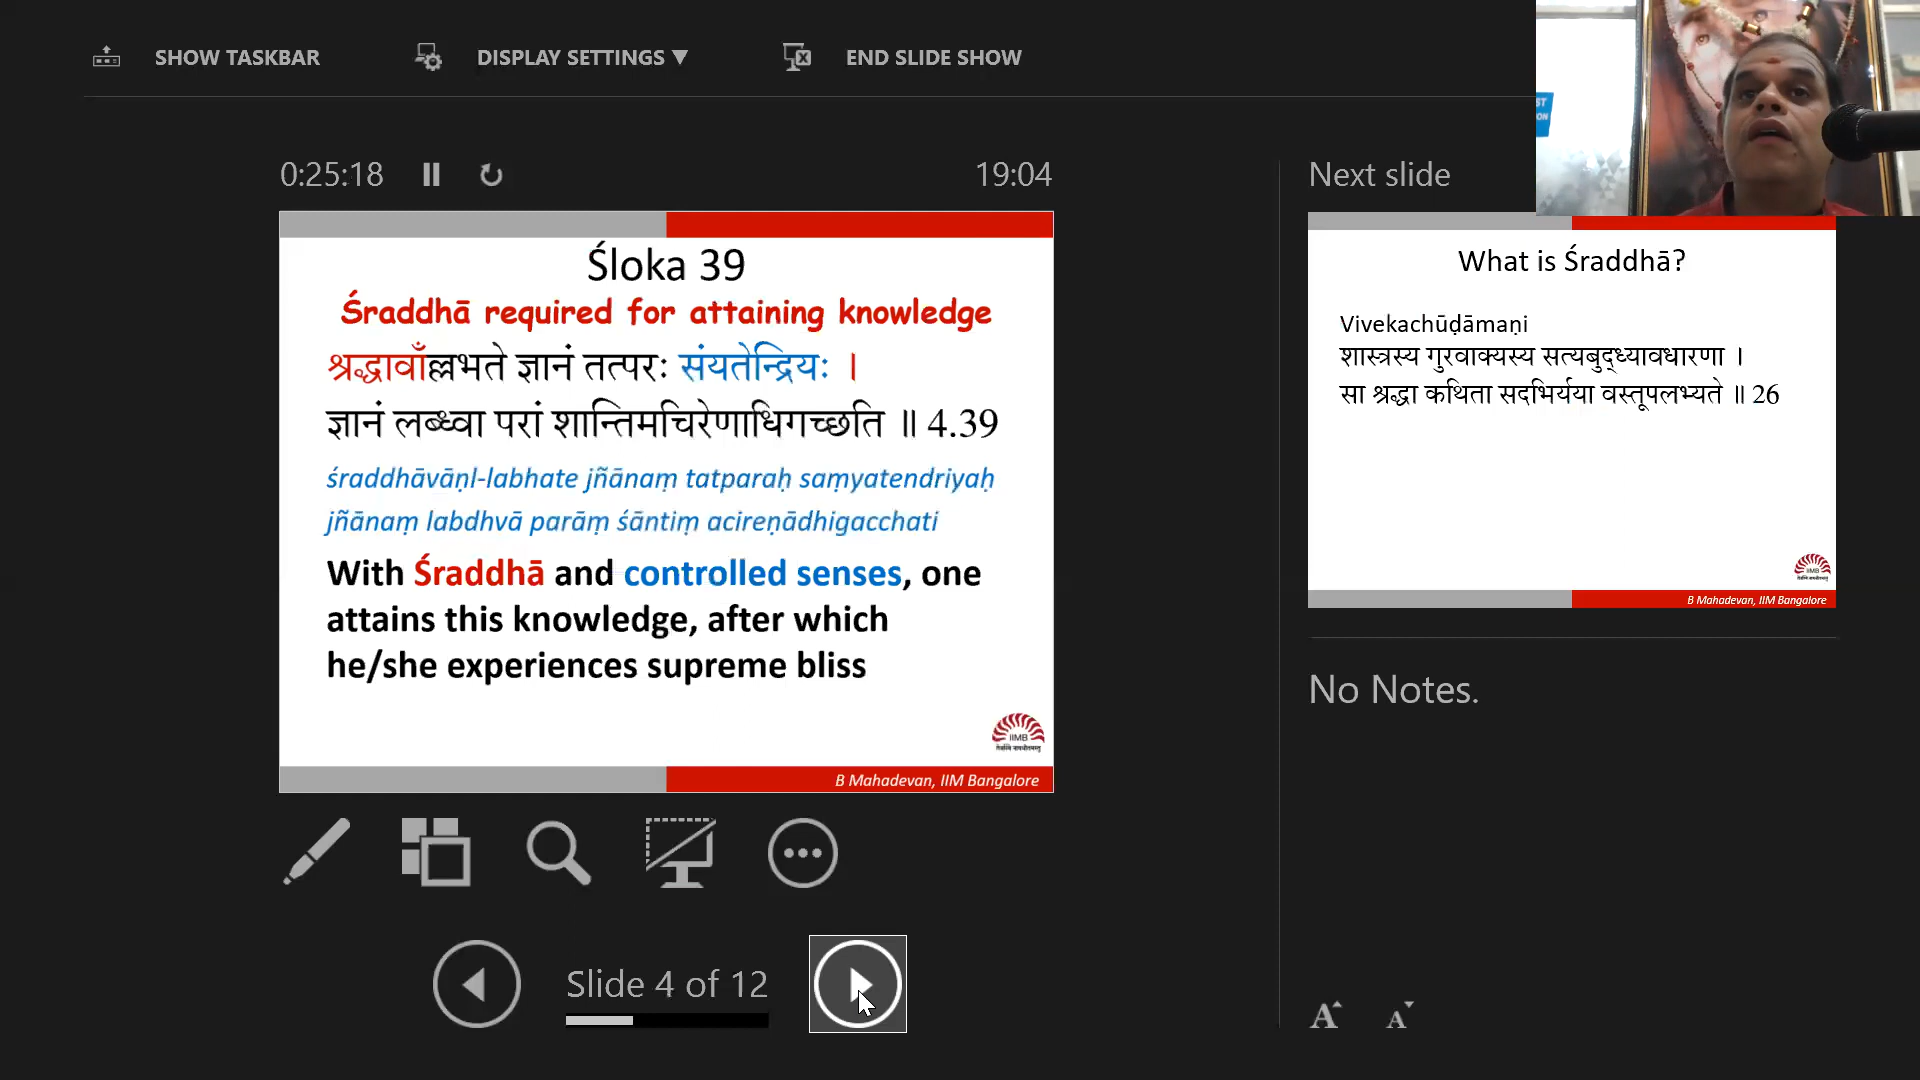 SHOW TASKBAR
DISPLAY SETTINGS ▼
END SLIDE SHOW
0:25:18
19:04
Śloka 39
Śraddhā required for attaining knowledge
श्रद्धावाँल्लभते ज्ञानं तत्परः संयतेन्द्रियः ।
ज्ञानं लब्ध्वा परां शान्तिमचिरेणाधिगच्छति ॥ 4.39
śraddhāvāṇl-labhate jñānaṃ tatparaḥ saṃyatendriyaḥ
jñānaṃ labdhvā parāṃ śāntiṃ acireṇādhigacchati
With Śraddhā and controlled senses, one
attains this knowledge, after which
he/she experiences supreme bliss
IIMB
B Mahadevan, IIM Bangalore
Slide 4 of 12
Next slide
What is Śraddhā?
Vivekachūḍāmaṇi
शास्त्रस्य गुरवाक्यस्य सत्यबुद्ध्यावधारणा ।
सा श्रद्धा कथिता सदभिर्यया वस्तूपलभ्यते ॥ 26
IIMB
B Mahadevan, IIM Bangalore
No Notes.
A A